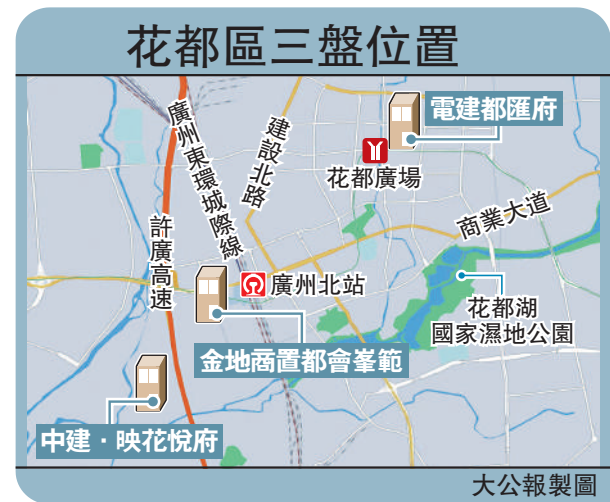 花都區三盤位置
電建都匯府
花都廣場
建設北路
廣州東環城際線
商業大道
許廣高速
廣州北站
花都湖
國家濕地公園
金地商置都會峯範
中建·映花悅府
大公報製圖